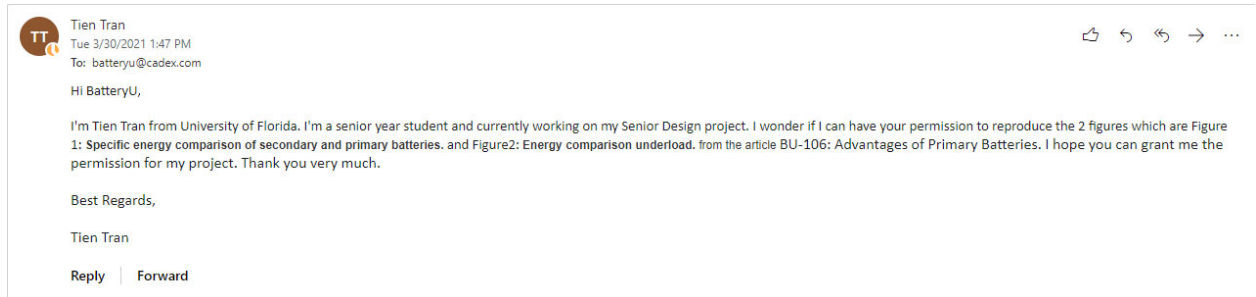 TT
Tien Tran
Tue 3/30/2021 1:47 PM
To: batteryu@cadex.com
Hi BatteryU,
I'm Tien Tran from University of Florida. I'm a senior year student and currently working on my Senior Design project. I wonder if I can have your permission to reproduce the 2 figures which are Figure
1: Specific energy comparison of secondary and primary batteries. and Figure2: Energy comparison underload. from the article BU-106: Advantages of Primary Batteries. I hope you can grant me the
permission for my project. Thank you very much.
Best Regards,
Tien Tran
Reply | Forward